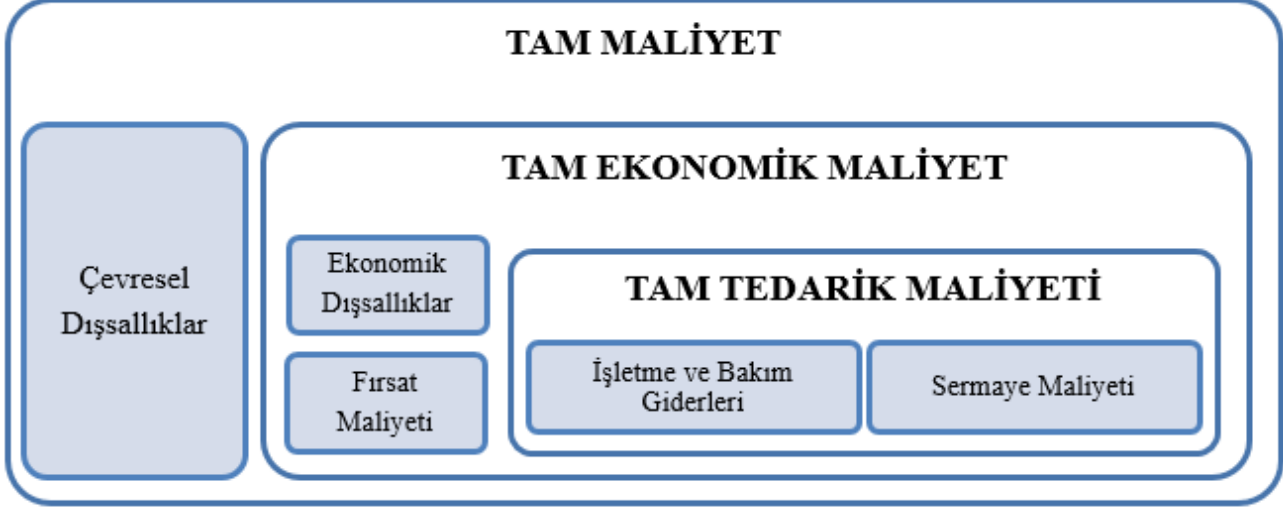 TAM MALİYET
Çevresel
Dışsallıklar
TAM EKONOMİK MALİYET
Ekonomik
Dışsallıklar
Fırsat
Maliyeti
TAM TEDARİK MALİYETİ
İşletme ve Bakım
Giderleri
Sermaye Maliyeti